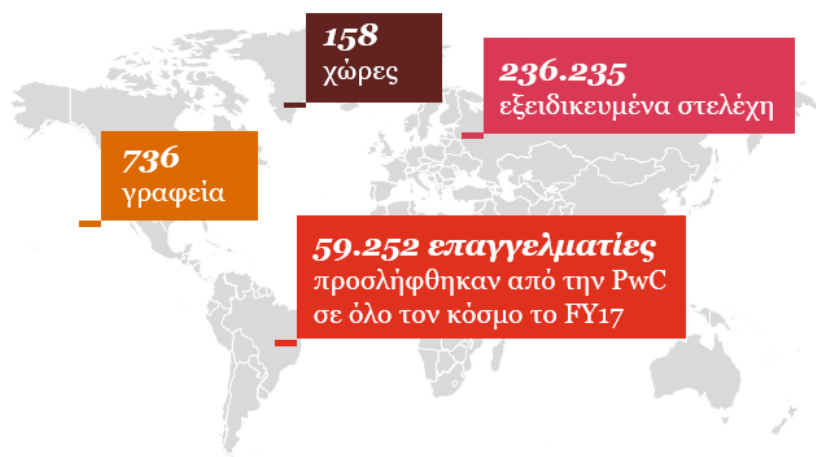 158
χώρες
236.235
εξειδικευμένα στελέχη
736
γραφεία
59.252 επαγγελματίες
προσλήφθηκαν από την PwC
σε όλο τον κόσμο το FY17